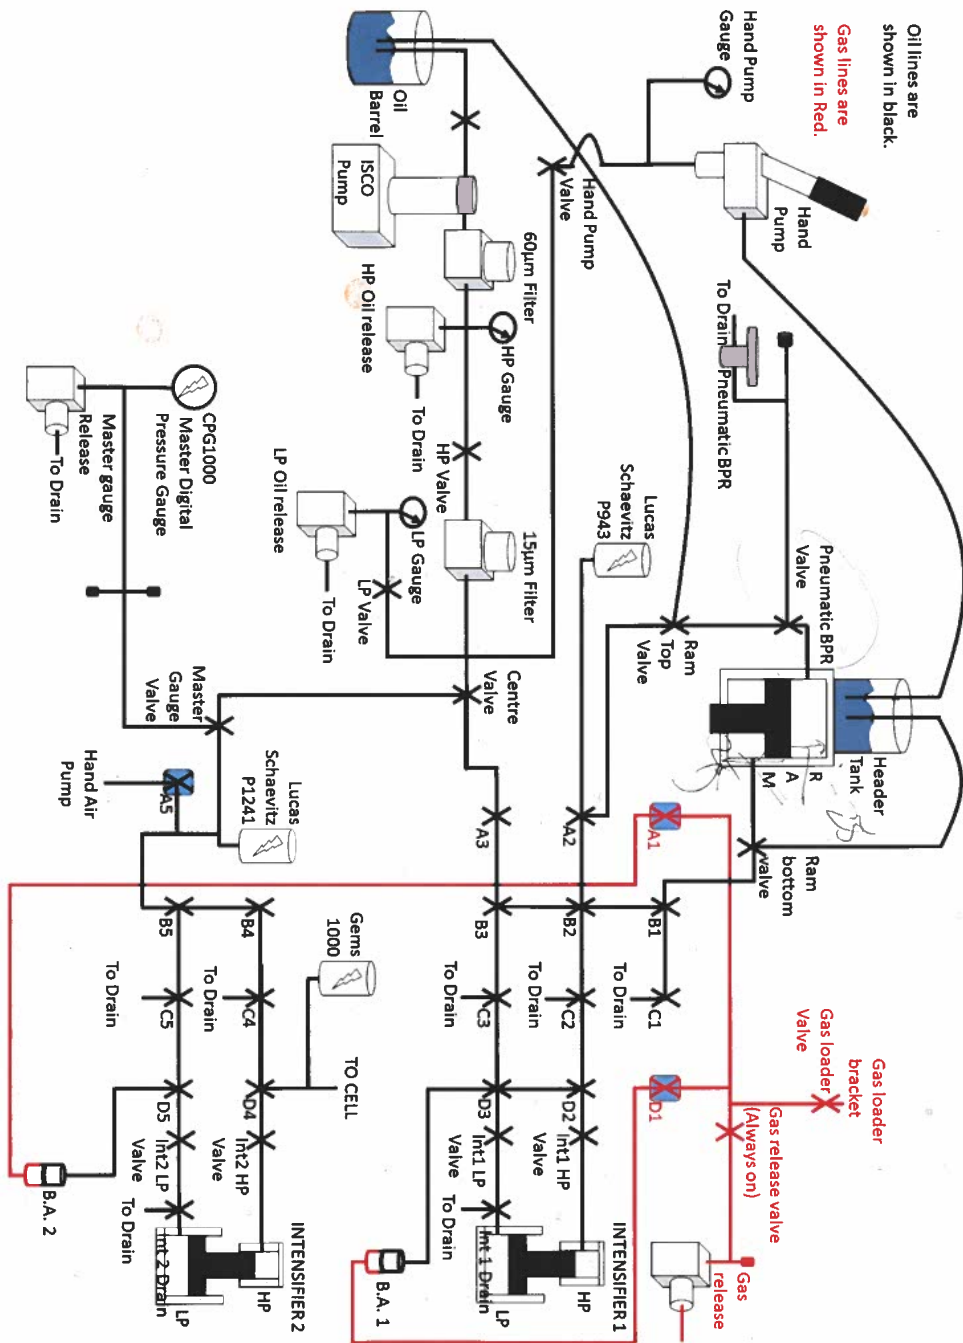 Oil lines are
shown in black.
Gas lines are
shown in Red.
Hand Pump
Gauge
Hand
Pump
Hand Pump
Valve
Oil
Barrel
ISCO
Pump
60µm Filter
HP Oil release
HP Gauge
To Drain
HP Valve
15µm Filter
LP Oil release
LP Gauge
To Drain
LP Valve
To Drain
Pneumatic BPR
Pneumatic BPR
Valve
Header
Tank
R
A
M
Ram
Top
Valve
Ram
bottom
valve
Lucas
Schaevitz
P943
Centre
Valve
CPG1000
Master Digital
Pressure Gauge
Master gauge
Release
To Drain
Master
Gauge
Valve
Lucas
Schaevitz
P1241
Hand Air
Pump
A5
A1
A2
A3
B1
B2
B3
B4
B5
C1
To Drain
C2
To Drain
C3
To Drain
C4
To Drain
C5
To Drain
Gems
1000
TO CELL
D1
D2
D3
D4
D5
Gas loader
bracket
Gas loader
Valve
Gas release valve
(Always on)
Gas
release
Int1 HP
Valve
Int1 LP
Valve
To Drain
INTENSIFIER 1
HP
LP
Int 1 Drain
B.A. 1
Int2 HP
Valve
Int2 LP
Valve
To Drain
INTENSIFIER 2
HP
LP
Int 2 Drain
B.A. 2